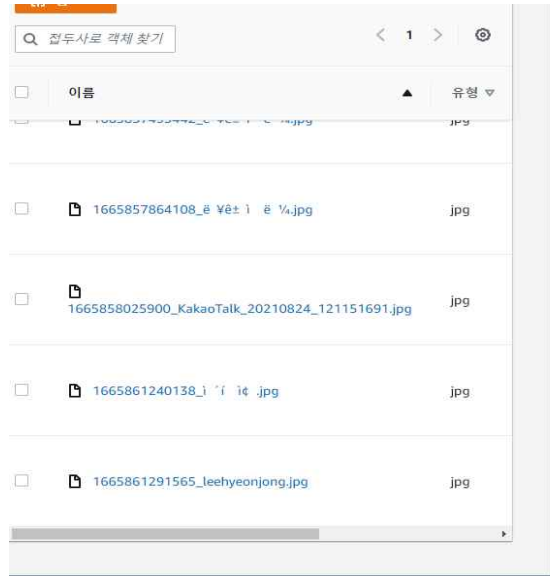 접두사로 객체 찾기
1
이름
유형
jpg
1665857864108_ë ¥ê± ì ë ¼.jpg
jpg
1665858025900_KakaoTalk_20210824_121151691.jpg
jpg
1665861240138_ì ´í ì¢ .jpg
jpg
1665861291565_leehyeonjong.jpg
jpg